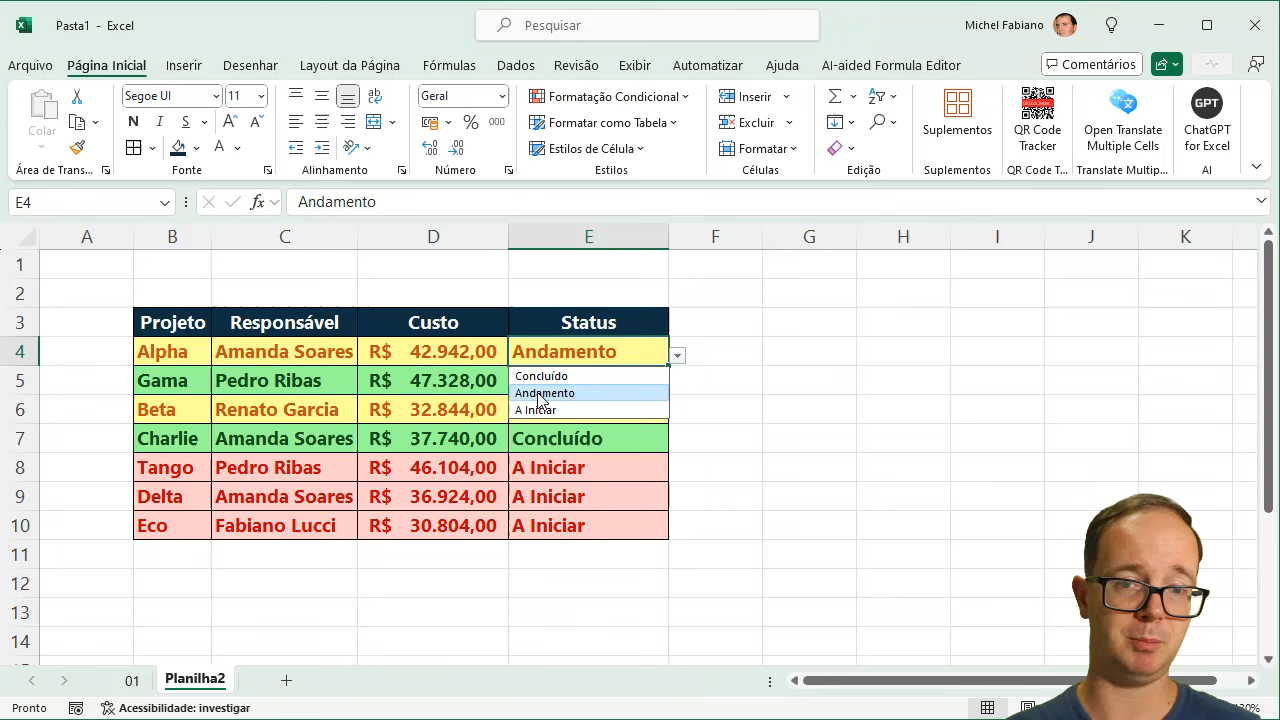 Pasta1 - Excel
Pesquisar
Michel Fabiano
Arquivo Página Inicial Inserir Desenhar Layout da Página Fórmulas Dados Revisão Exibir Automatizar Ajuda AI-aided Formula Editor
Comentários
Colar
Segoe UI 11
Geral
Formatação Condicional
Formatar como Tabela
Estilos de Célula
Inserir
Excluir
Formatar
Suplementos
QR Code
Tracker
Open Translate
Multiple Cells
GPT
ChatGPT
for Excel
Área de Trans... Fonte Alinhamento Número Estilos Células Edição Suplementos QR Code T... Translate Multip... AI
E4 fx Andamento
A B C D E F G H I J K
1
2
3 Projeto Responsável Custo Status
4 Alpha Amanda Soares R$ 42.942,00 Andamento
5 Gama Pedro Ribas R$ 47.328,00
Concluído
Andamento
A Iniciar
6 Beta Renato Garcia R$ 32.844,00
7 Charlie Amanda Soares R$ 37.740,00 Concluído
8 Tango Pedro Ribas R$ 46.104,00 A Iniciar
9 Delta Amanda Soares R$ 36.924,00 A Iniciar
10 Eco Fabiano Lucci R$ 30.804,00 A Iniciar
11
12
13
14
01 Planilha2
Pronto Acessibilidade: investigar